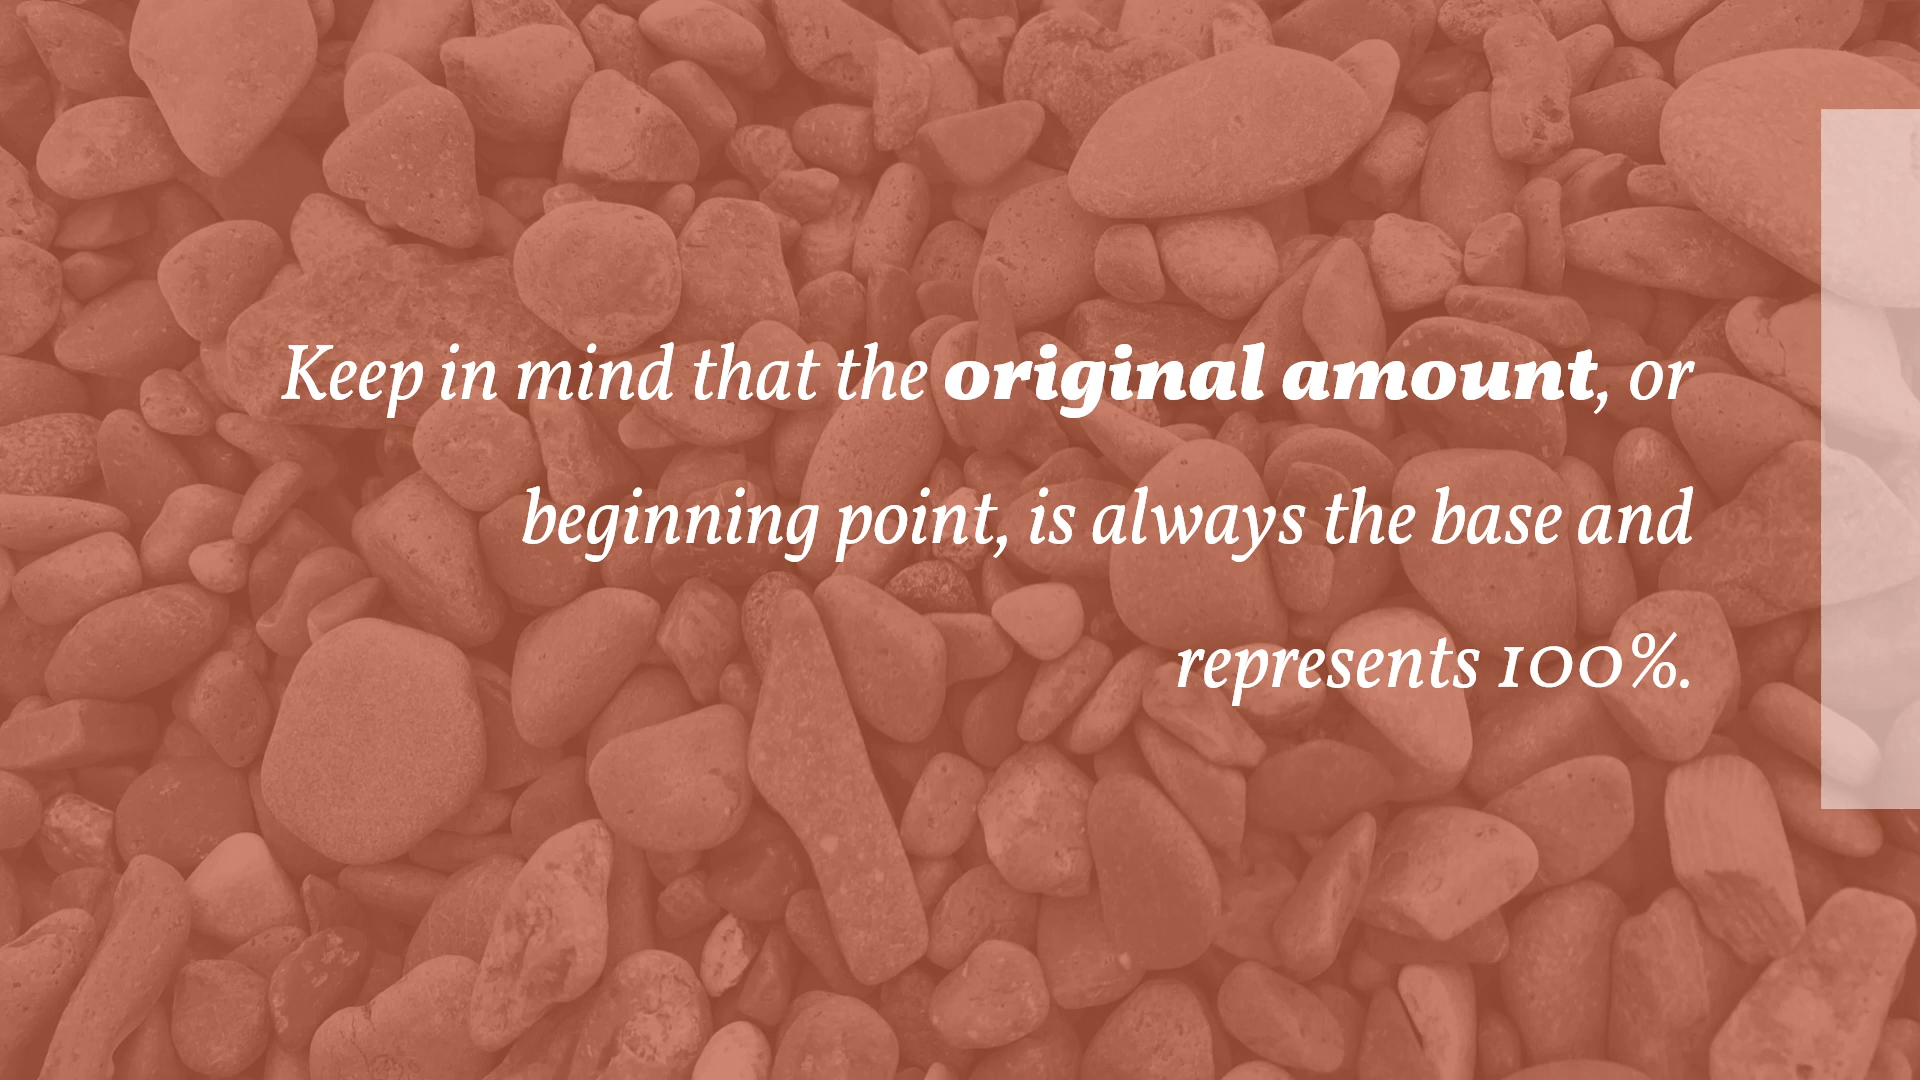 Keep in mind that the original amount, or
beginning point, is always the base and
represents 100%.